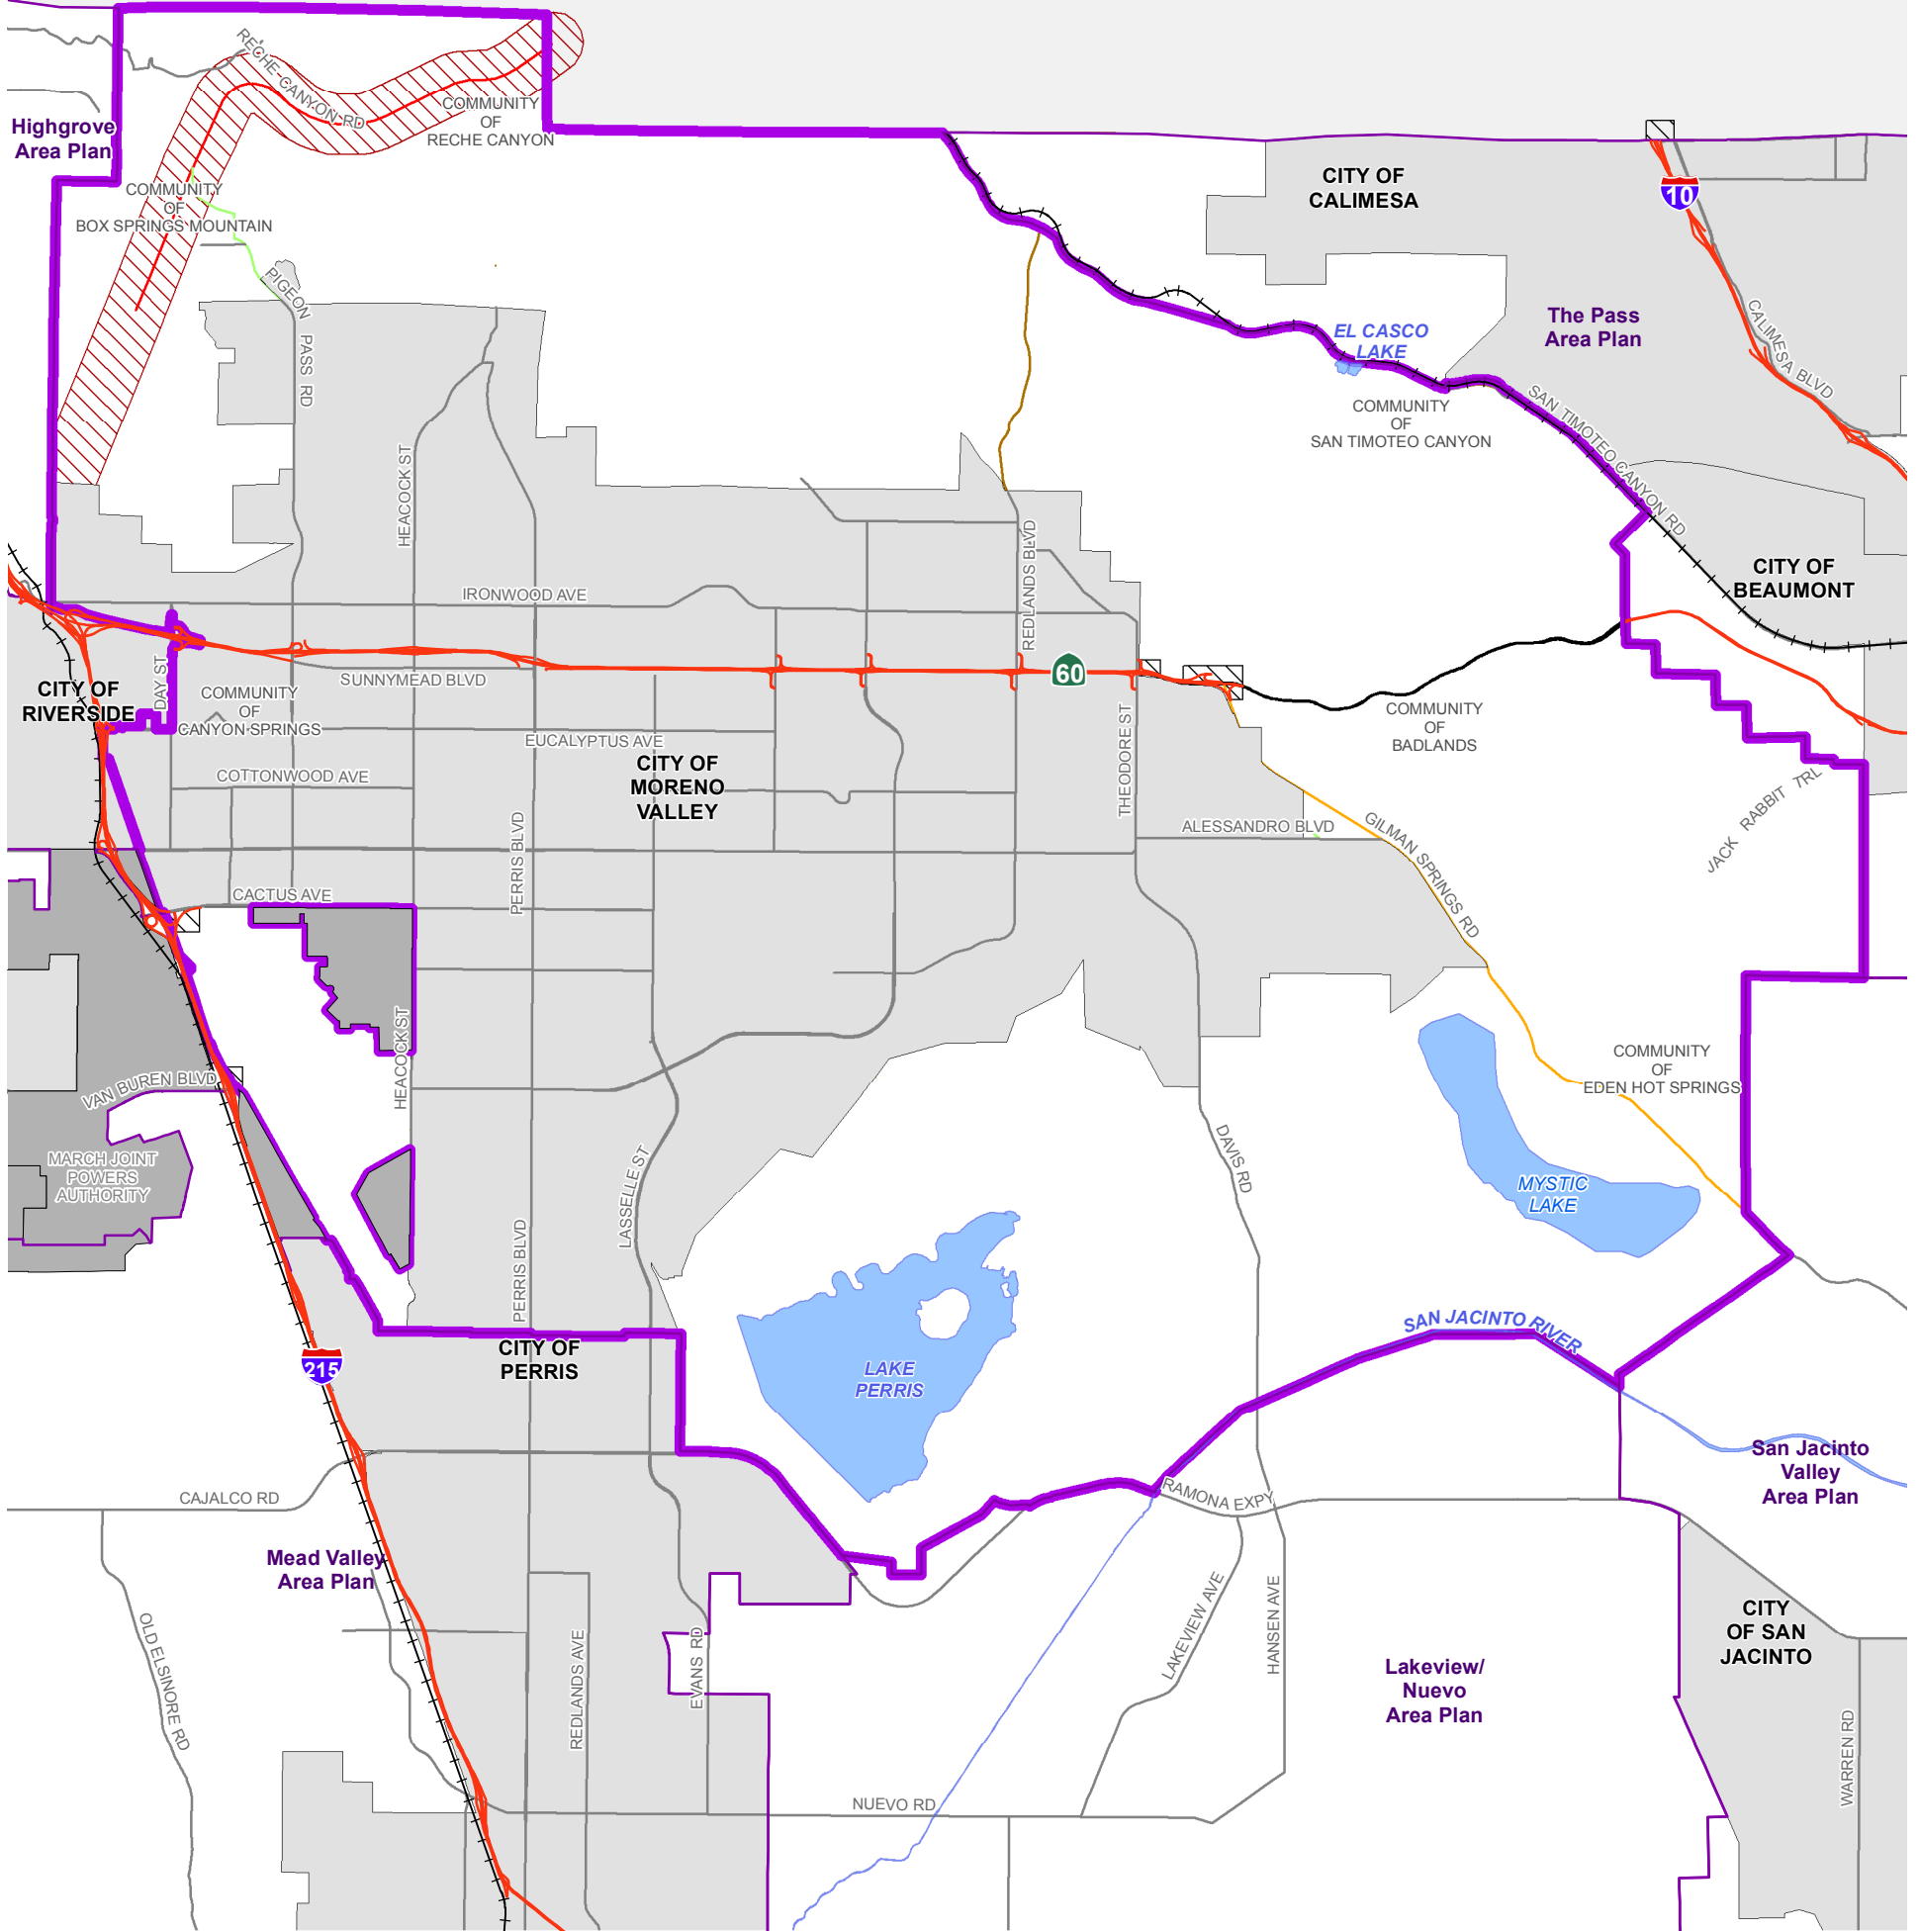 RECHE CANYON RD
COMMUNITY
OF
RECHE CANYON
Highgrove
Area Plan
COMMUNITY
OF
BOX SPRINGS MOUNTAIN
PIGEON
PASS RD
CITY OF
CALIMESA
10
CALIMESA BLVD
The Pass
Area Plan
EL CASCO
LAKE
COMMUNITY
OF
SAN TIMOTEO CANYON
SAN TIMOTEO CANYON RD
HEACOCK ST
REDLANDS BLVD
CITY OF
BEAUMONT
IRONWOOD AVE
SUNNYMEAD BLVD
60
DAY ST
CITY OF
RIVERSIDE
COMMUNITY
OF
CANYON SPRINGS
EUCALYPTUS AVE
COMMUNITY
OF
BADLANDS
THEODORE ST
CITY OF
MORENO
VALLEY
COTTONWOOD AVE
PERRIS BLVD
ALESSANDRO BLVD
GILMAN SPRINGS RD
JACK RABBIT TRL
CACTUS AVE
HEACOCK ST
VAN BUREN BLVD
COMMUNITY
OF
EDEN HOT SPRINGS
MARCH JOINT
POWERS
AUTHORITY
DAVIS RD
LASSELLE ST
MYSTIC
LAKE
PERRIS BLVD
SAN JACINTO RIVER
CITY OF
PERRIS
215
LAKE
PERRIS
San Jacinto
Valley
Area Plan
RAMONA EXPY
CAJALCO RD
Mead Valley
Area Plan
OLD ELSINORE RD
REDLANDS AVE
EVANS RD
LAKEVIEW AVE
HANSEN AVE
CITY
OF SAN
JACINTO
Lakeview/
Nuevo
Area Plan
WARREN RD
NUEVO RD